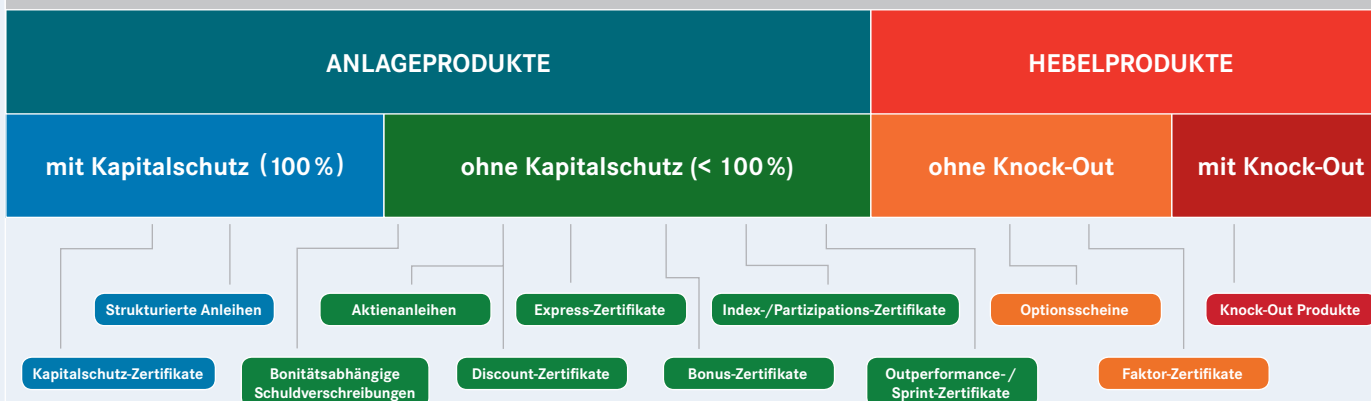 ANLAGEPRODUKTE
HEBELPRODUKTE
mit Kapitalschutz (100 %)
ohne Kapitalschutz (< 100 %)
ohne Knock-Out
mit Knock-Out
Strukturierte Anleihen
Aktienanleihen
Express-Zertifikate
Index-/Partizipations-Zertifikate
Optionsscheine
Knock-Out Produkte
Kapitalschutz-Zertifikate
Bonitätsabhängige
Schuldverschreibungen
Discount-Zertifikate
Bonus-Zertifikate
Outperformance-/
Sprint-Zertifikate
Faktor-Zertifikate